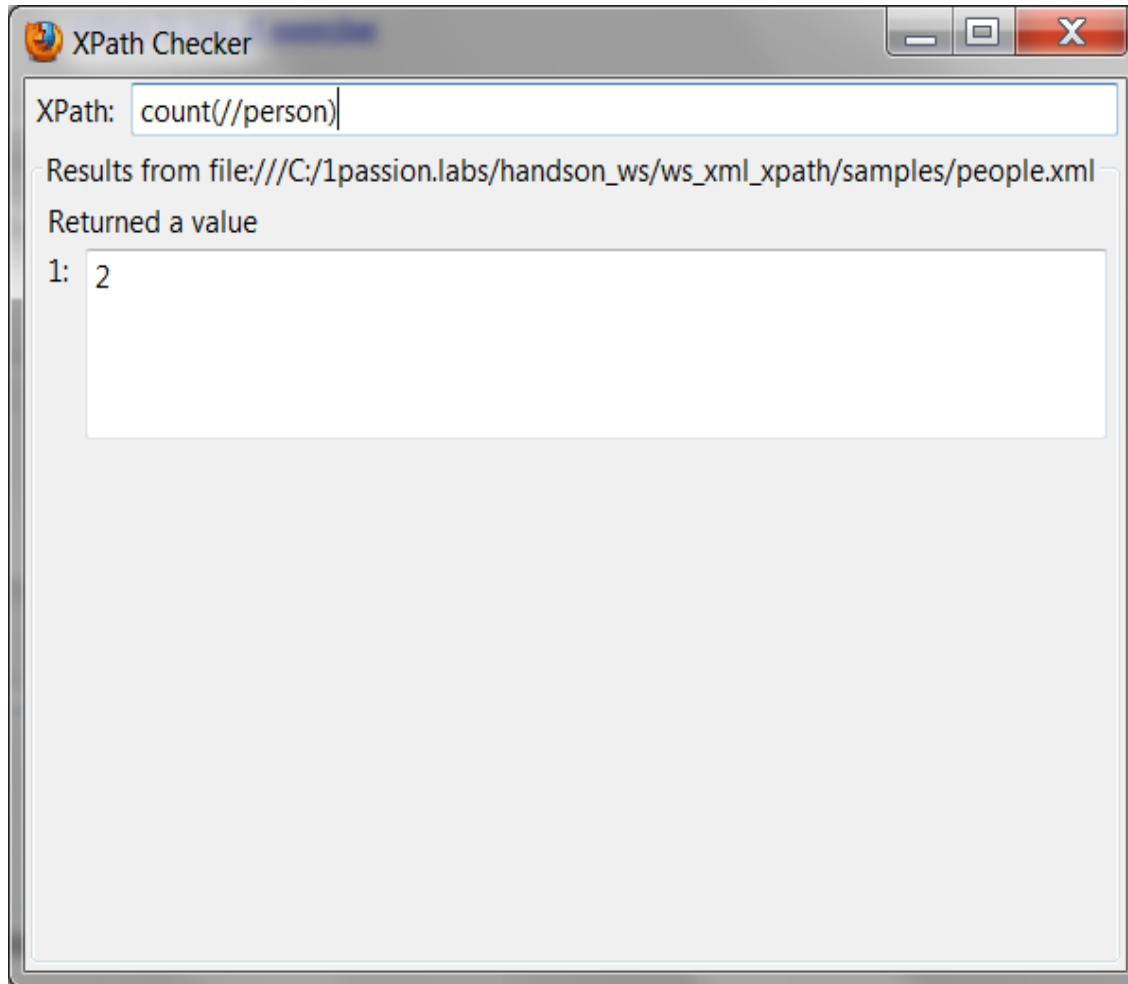 XPath Checker
XPath: count(//person)
Results from file:///C:/1passion.labs/handson_ws/ws_xml_xpath/samples/people.xml
Returned a value
1: 2